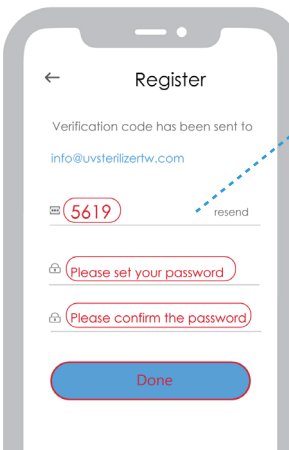 Register
Verification code has been sent to
info@uvsterilizertw.com
5619 resend
Please set your password
Please confirm the password
Done